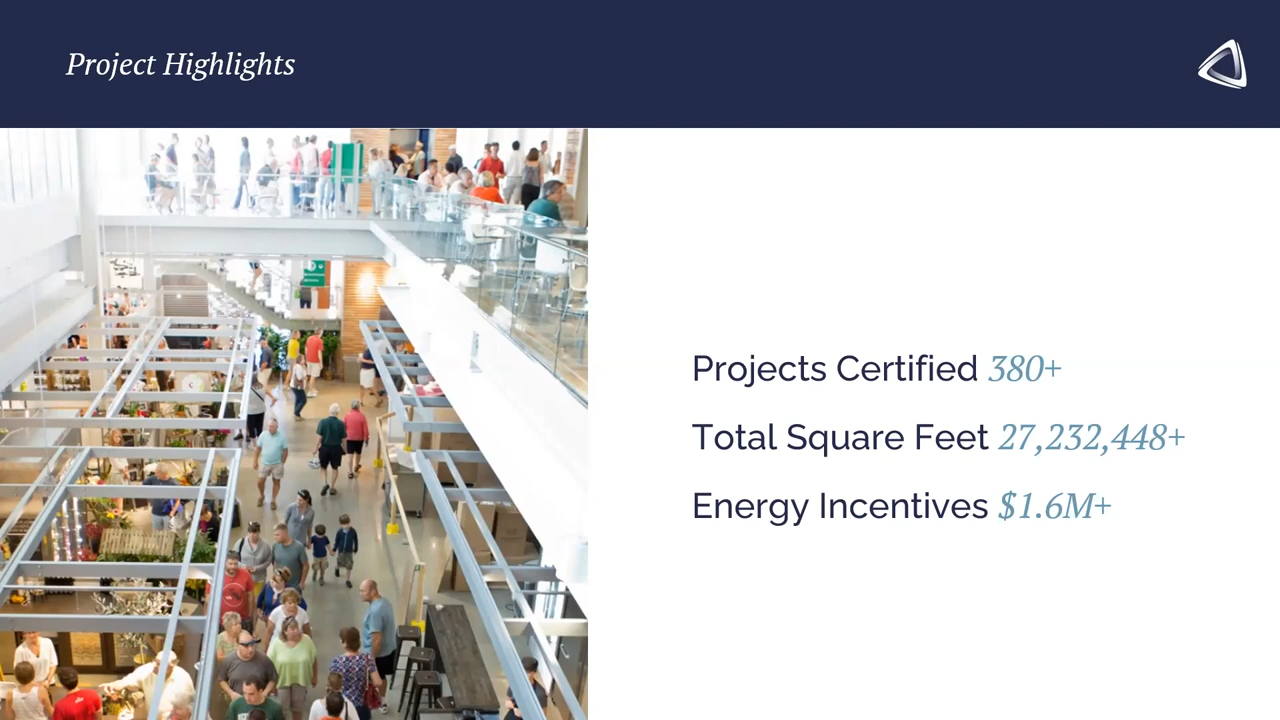 Project Highlights
Projects Certified 380+
Total Square Feet 27,232,448+
Energy Incentives $1.6M+